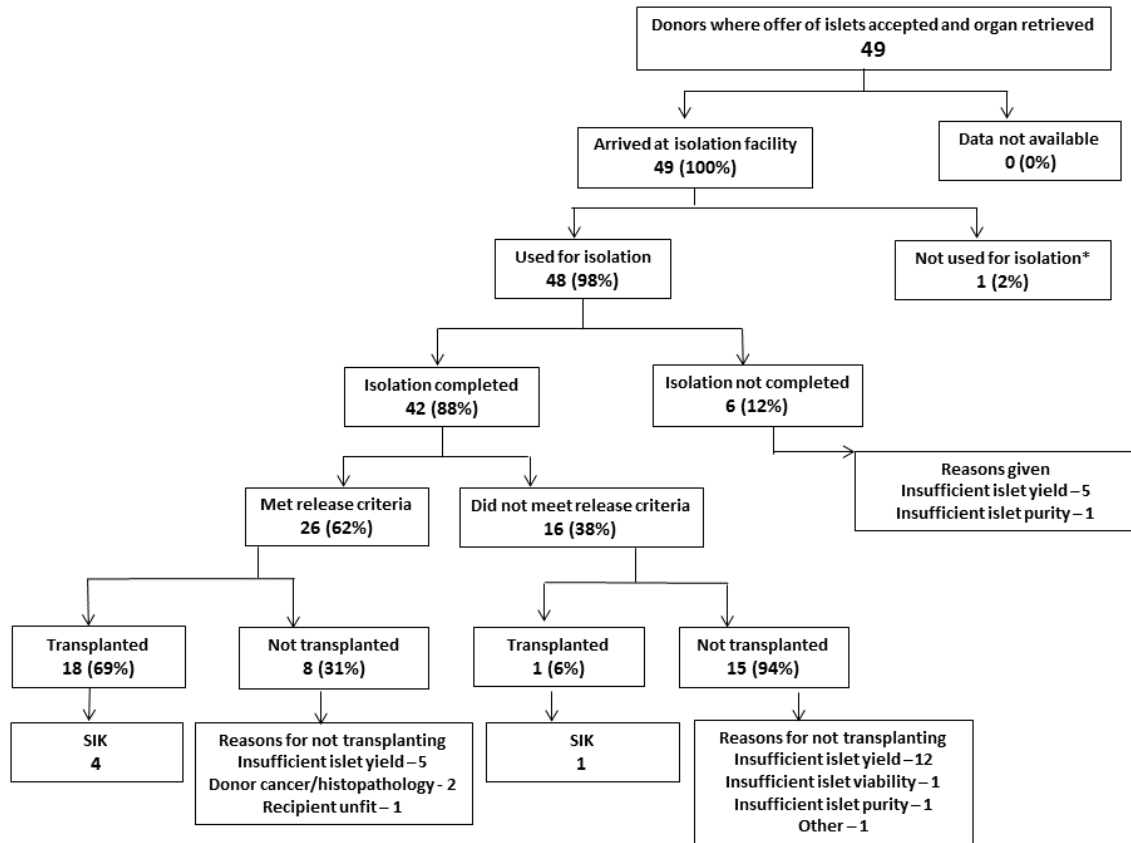 Donors where offer of islets accepted and organ retrieved
49
Arrived at isolation facility
49 (100%)
Data not available
0 (0%)
Used for isolation
48 (98%)
Not used for isolation*
1 (2%)
Isolation completed
42 (88%)
Isolation not completed
6 (12%)
Reasons given
Insufficient islet yield – 5
Insufficient islet purity – 1
Met release criteria
26 (62%)
Did not meet release criteria
16 (38%)
Transplanted
18 (69%)
Not transplanted
8 (31%)
Transplanted
1 (6%)
Not transplanted
15 (94%)
SIK
4
Reasons for not transplanting
Insufficient islet yield – 5
Donor cancer/histopathology - 2
Recipient unfit – 1
SIK
1
Reasons for not transplanting
Insufficient islet yield – 12
Insufficient islet viability – 1
Insufficient islet purity – 1
Other – 1